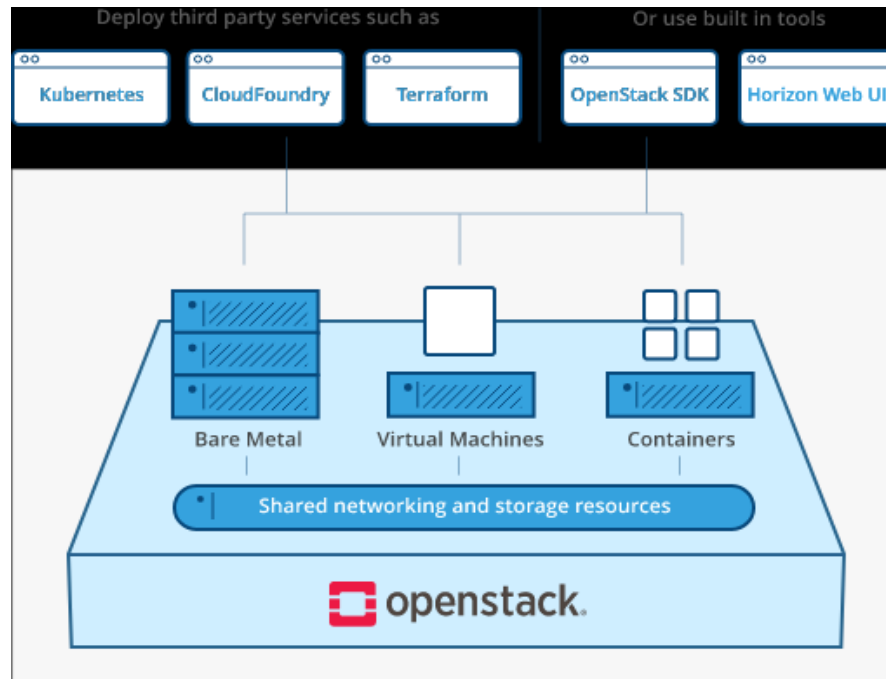 Deploy third party services such as
Or use built in tools
Kubernetes
CloudFoundry
Terraform
OpenStack SDK
Horizon Web UI
Bare Metal
Virtual Machines
Containers
Shared networking and storage resources
openstack.